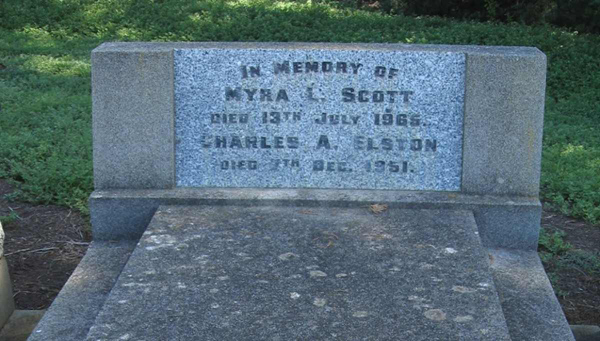 IN MEMORY OF
MYRA L. SCOTT
DIED 13TH JULY 1965.
CHARLES A. ELSTON
DIED 7TH DEC. 1951.